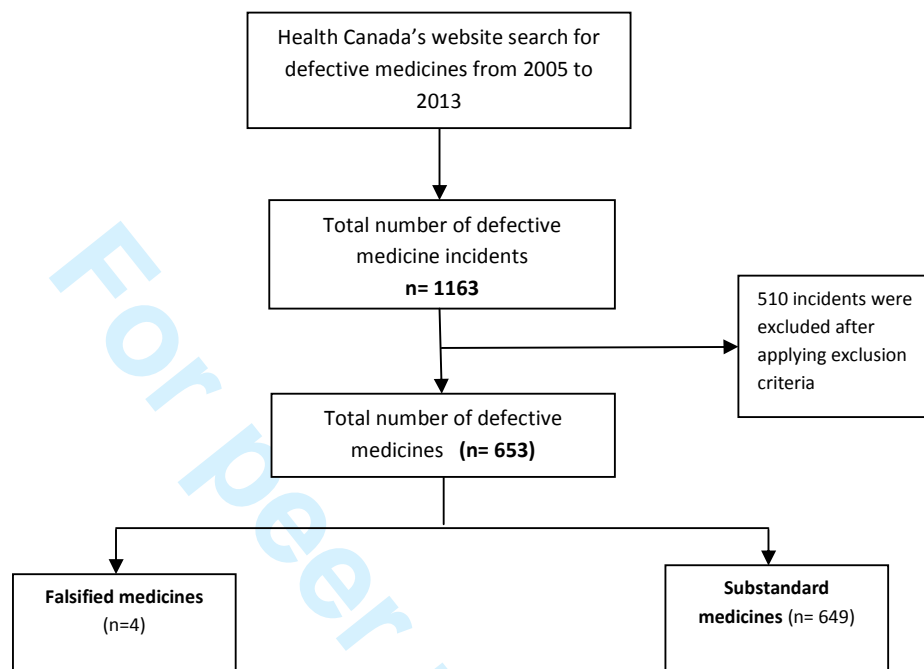 Health Canada’s website search for
defective medicines from 2005 to
2013
Total number of defective
medicine incidents
n= 1163
510 incidents were
excluded after
applying exclusion
criteria
Total number of defective
medicines (n= 653)
Falsified medicines
(n=4)
Substandard
medicines (n= 649)
For peer